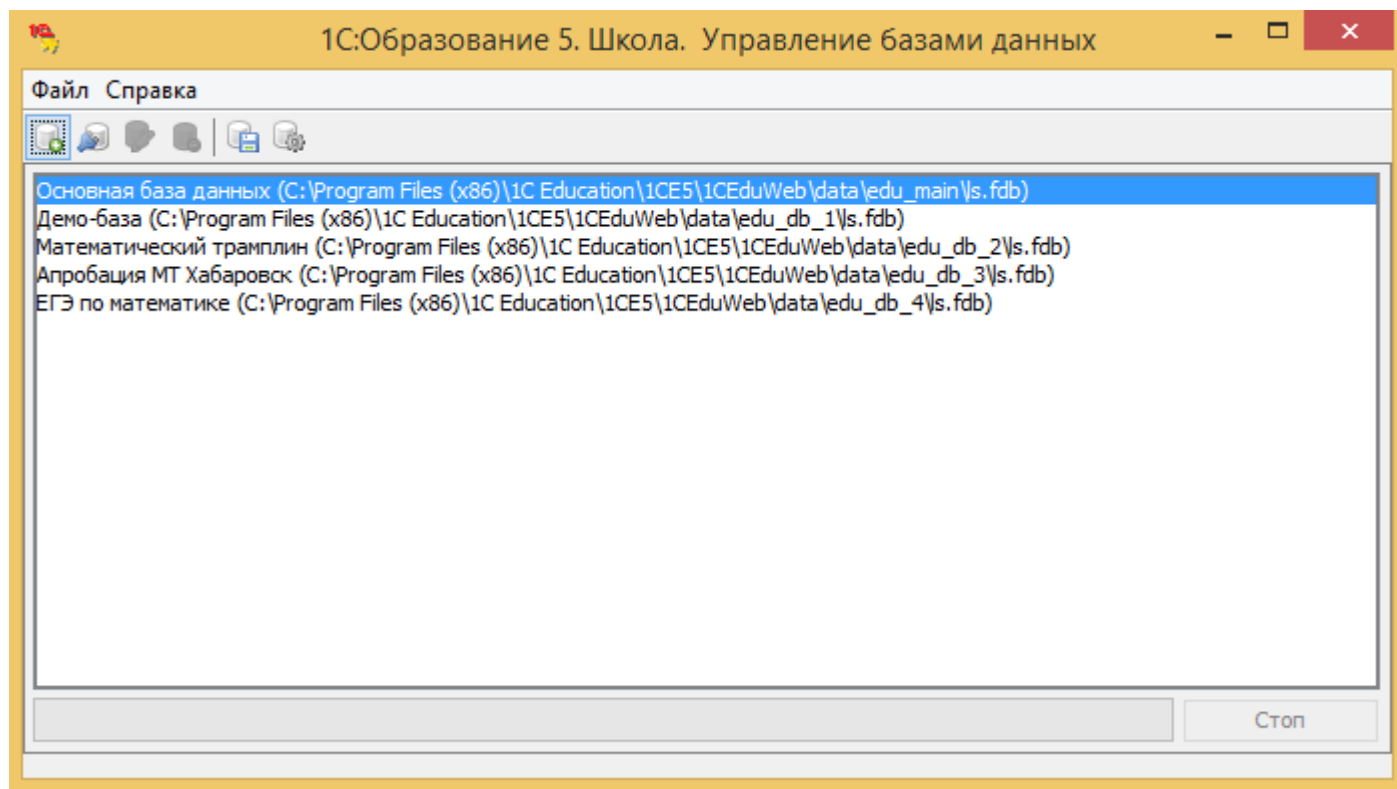 1С:Образование 5. Школа. Управление базами данных
Файл Справка
Основная база данных (C:\Program Files (x86)\1C Education\1CE5\1CEduWeb\data\edu_main\ls.fdb)
Демо-база (C:\Program Files (x86)\1C Education\1CE5\1CEduWeb\data\edu_db_1\ls.fdb)
Математический трамплин (C:\Program Files (x86)\1C Education\1CE5\1CEduWeb\data\edu_db_2\ls.fdb)
Апробация МТ Хабаровск (C:\Program Files (x86)\1C Education\1CE5\1CEduWeb\data\edu_db_3\ls.fdb)
ЕГЭ по математике (C:\Program Files (x86)\1C Education\1CE5\1CEduWeb\data\edu_db_4\ls.fdb)
Стоп